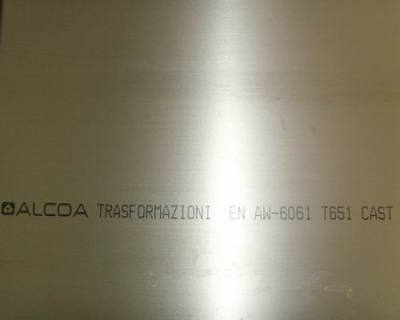 ALCOA TRASFORMAZIONI EN AW-6061 T651 CAST